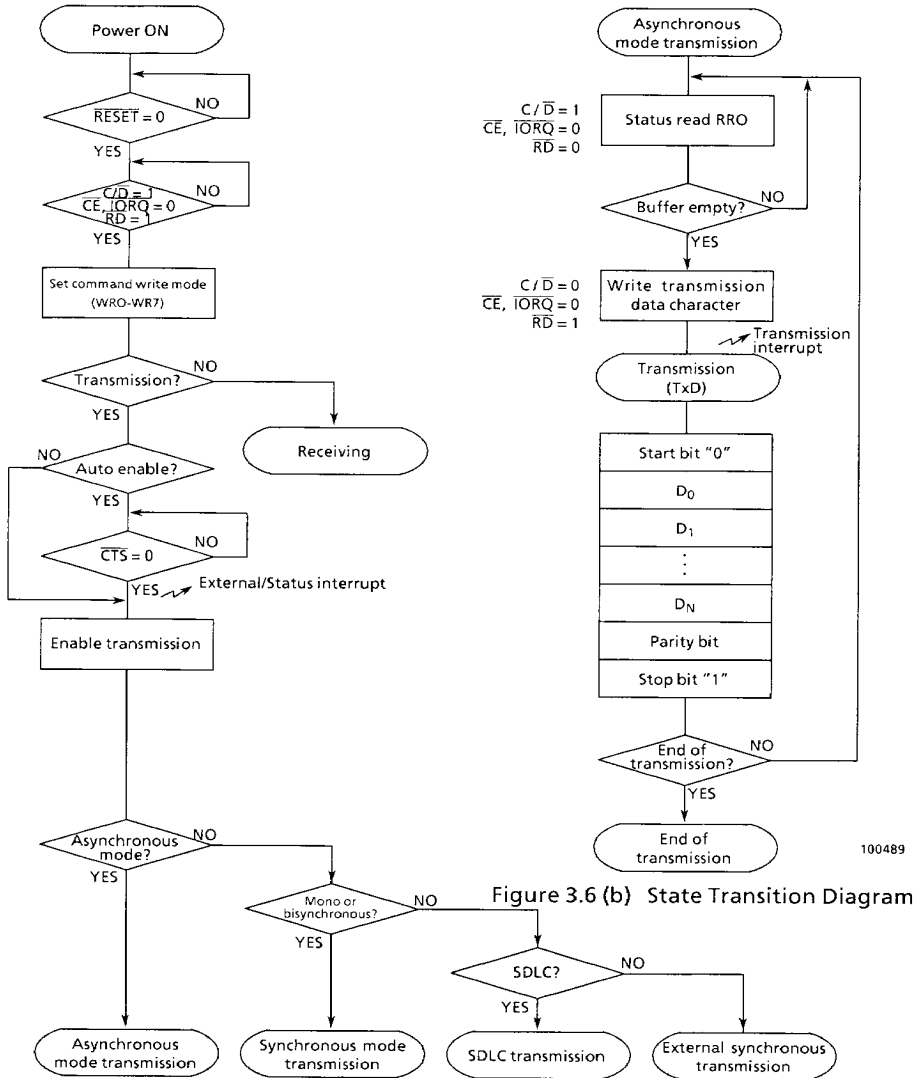 Power ON
RESET = 0
NO
YES
C/D = 1
CE, IORQ = 0
RD = 1
NO
YES
Set command write mode
(WRO-WR7)
Transmission?
NO
YES
Receiving
NO
Auto enable?
YES
CTS = 0
NO
YES
External/Status interrupt
Enable transmission
Asynchronous
mode?
NO
YES
Mono or
bisynchronous?
NO
YES
SDLC?
NO
YES
Asynchronous
mode transmission
Synchronous mode
transmission
SDLC transmission
External synchronous
transmission
Asynchronous
mode transmission
C/D = 1
CE, IORQ = 0
RD = 0
Status read RRO
Buffer empty?
NO
YES
C/D = 0
CE, IORQ = 0
RD = 1
Write transmission
data character
Transmission
interrupt
Transmission
(TxD)
Start bit "0"
D0
D1
⋮
DN
Parity bit
Stop bit "1"
End of
transmission?
NO
YES
End of
transmission
100489
Figure 3.6 (b) State Transition Diagram